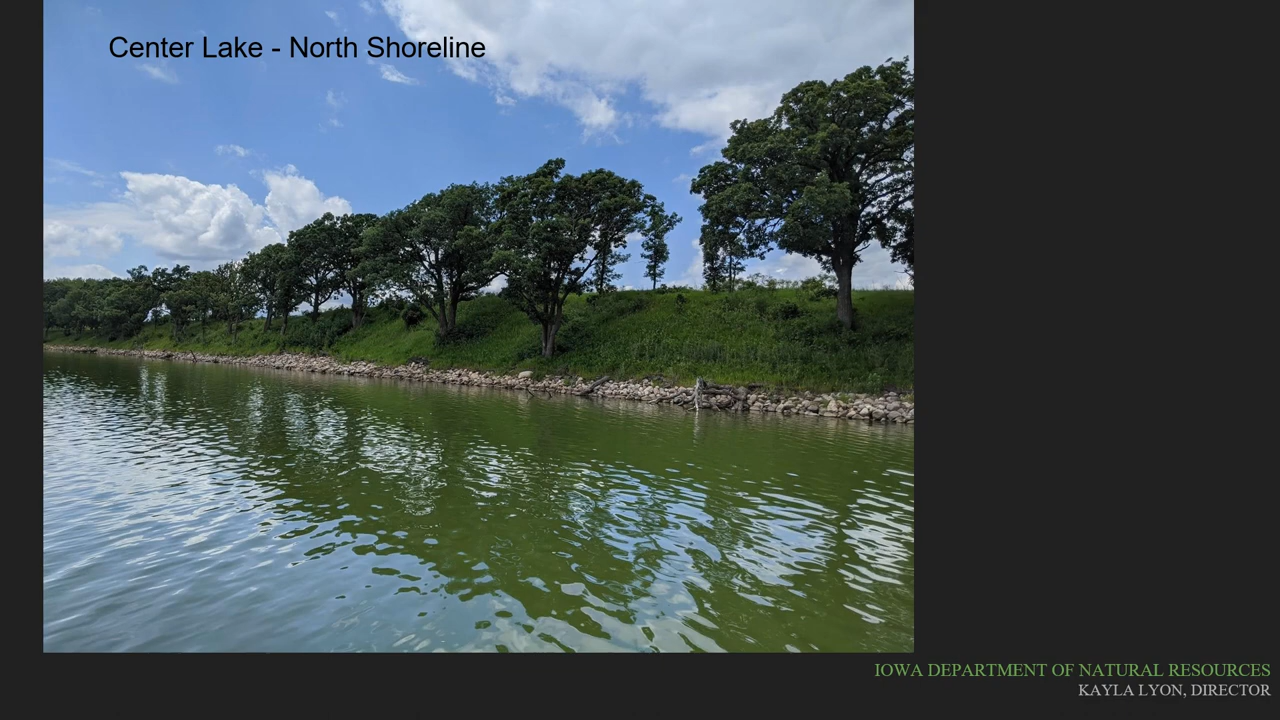 Center Lake - North Shoreline
IOWA DEPARTMENT OF NATURAL RESOURCES
KAYLA LYON, DIRECTOR